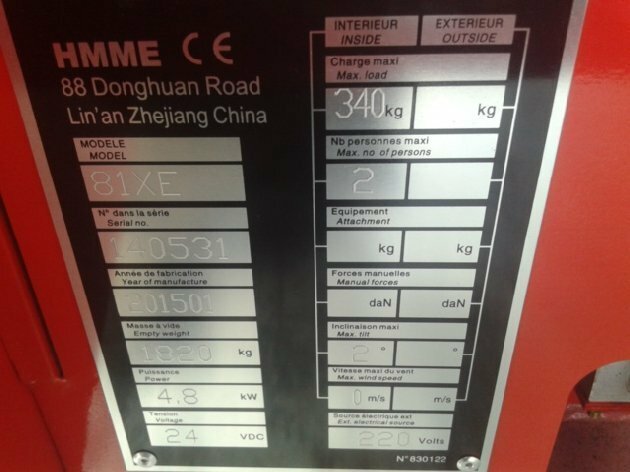 HMME CE
88 Donghuan Road
Lin'an Zhejiang China
MODELE
MODEL
81XE
N° dans la série
Serial no.
140531
Année de fabrication
Year of manufacture
201501
Masse à vide
Empty weight
1820 kg
Puissance
Power
4,8 kW
Tension
Voltage
24 VDC
INTERIEUR EXTERIEUR
INSIDE OUTSIDE
Charge maxi
Max. load
340 kg kg
Nb personnes maxi
Max. no of persons
2
Equipement
Attachment
kg kg
Forces manuelles
Manual forces
daN daN
Inclinaison maxi
Max. tilt
2 ° °
Vitesse maxi du vent
Max. wind speed
0 m/s m/s
Source électrique ext
Ext. electrical source
220 Volts
N°830122